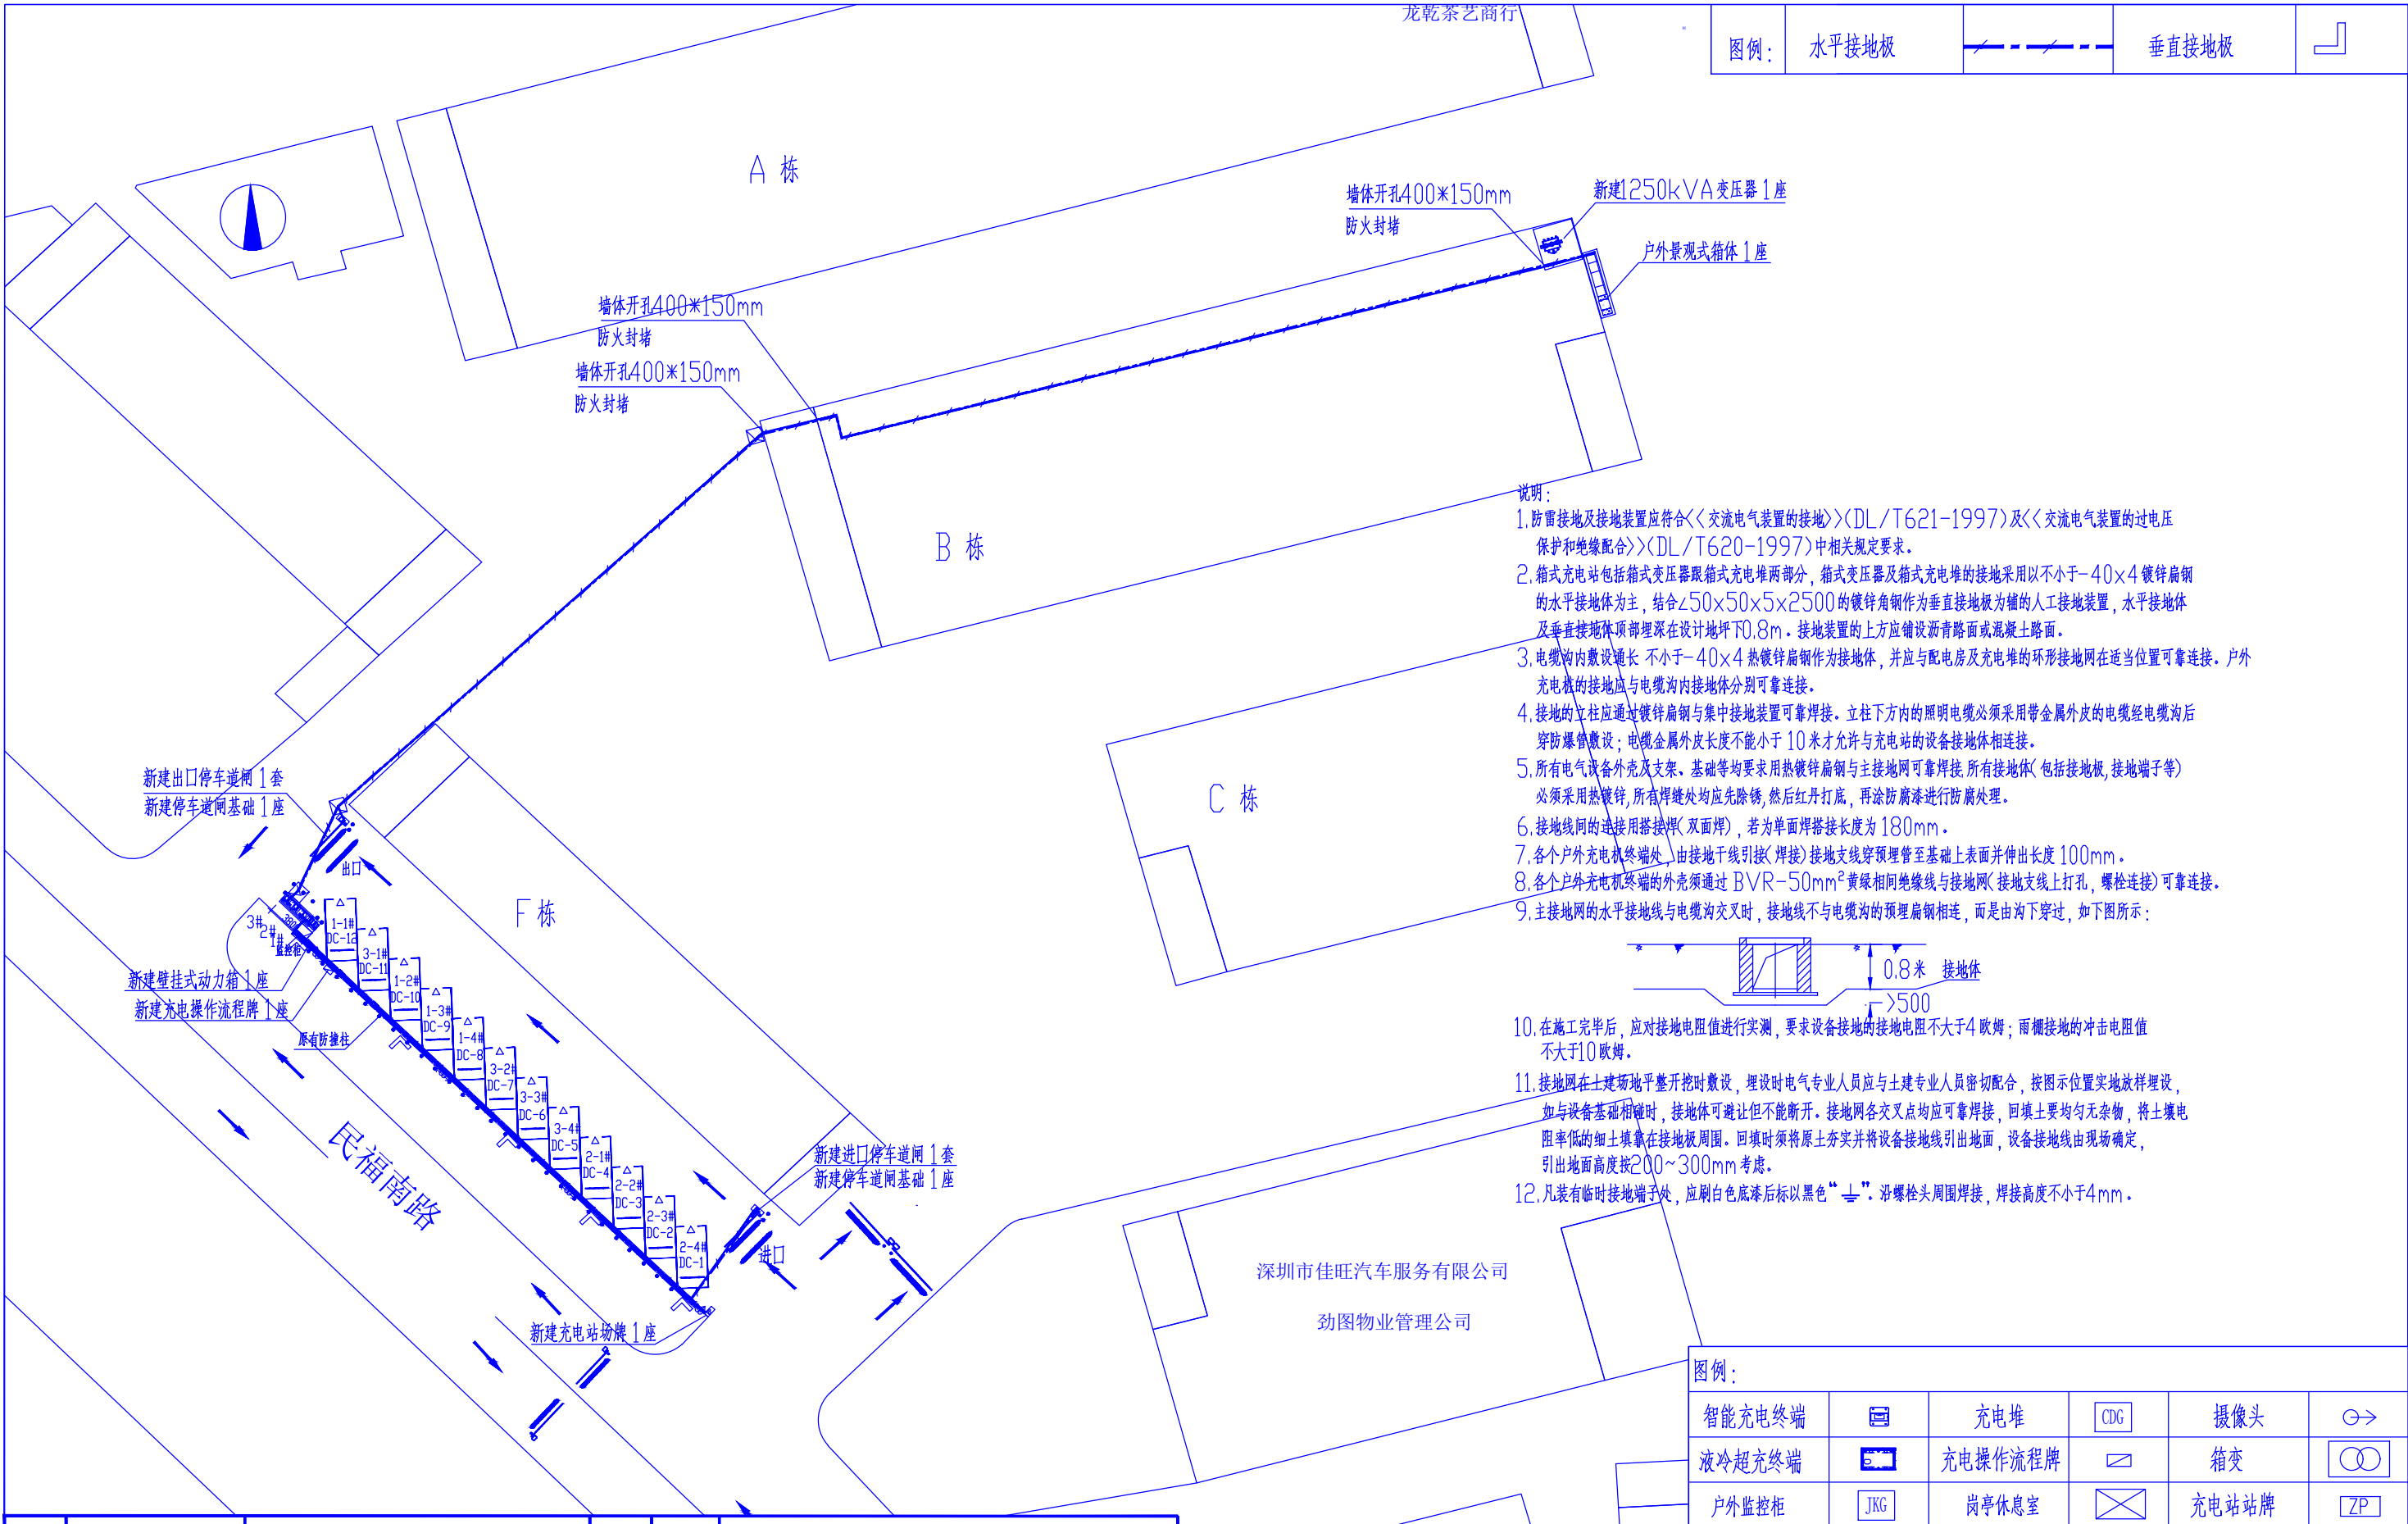 龙乾茶艺商行
图例：
水平接地极
垂直接地极
A 栋
墙体开孔400*150mm
防火封堵
新建1250kVA变压器1座
户外景观式箱体1座
墙体开孔400*150mm
防火封堵
墙体开孔400*150mm
防火封堵
B 栋
C 栋
F 栋
新建出口停车道闸1套
新建停车道闸基础1座
出口
3#
2#
1#
380
监控柜
新建壁挂式动力箱1座
新建充电操作流程牌1座
原有防撞柱
1-1#
DC-12
3-1#
DC-11
1-2#
DC-10
1-3#
DC-9
1-4#
DC-8
3-2#
DC-7
3-3#
DC-6
3-4#
DC-5
2-1#
DC-4
2-2#
DC-3
2-3#
DC-2
2-4#
DC-1
民福南路
新建进口停车道闸1套
新建停车道闸基础1座
进口
新建充电站场牌1座
深圳市佳旺汽车服务有限公司
劲图物业管理公司
说明：
1.防雷接地及接地装置应符合<<交流电气装置的接地>>(DL/T621-1997)及<<交流电气装置的过电压
保护和绝缘配合>>(DL/T620-1997)中相关规定要求。
2.箱式充电站包括箱式变压器跟箱式充电堆两部分，箱式变压器及箱式充电堆的接地采用以不小于-40x4镀锌扁钢
的水平接地体为主，结合∠50x50x5x2500的镀锌角钢作为垂直接地极为辅的人工接地装置，水平接地体
及垂直接地体顶部埋深在设计地坪下0.8m。接地装置的上方应铺设沥青路面或混凝土路面。
3.电缆沟内敷设通长 不小于-40x4热镀锌扁钢作为接地体，并应与配电房及充电堆的环形接地网在适当位置可靠连接。户外
充电桩的接地应与电缆沟内接地体分别可靠连接。
4.接地的立柱应通过镀锌扁钢与集中接地装置可靠焊接。立柱下方内的照明电缆必须采用带金属外皮的电缆经电缆沟后
穿防爆管敷设；电缆金属外皮长度不能小于10米才允许与充电站的设备接地体相连接。
5.所有电气设备外壳及支架、基础等均要求用热镀锌扁钢与主接地网可靠焊接,所有接地体(包括接地极,接地端子等)
必须采用热镀锌,所有焊缝处均应先除锈,然后红丹打底，再涂防腐漆进行防腐处理。
6.接地线间的连接用搭接焊(双面焊)，若为单面焊搭接长度为180mm。
7.各个户外充电机终端处,由接地干线引接(焊接)接地支线穿预埋管至基础上表面并伸出长度100mm。
8.各个户外充电机终端的外壳须通过BVR-50mm²黄绿相间绝缘线与接地网(接地支线上打孔，螺栓连接)可靠连接。
9.主接地网的水平接地线与电缆沟交叉时，接地线不与电缆沟的预埋扁钢相连，而是由沟下穿过，如下图所示：
0.8米 接地体
>500
10.在施工完毕后，应对接地电阻值进行实测，要求设备接地的接地电阻不大于4欧姆；雨棚接地的冲击电阻值
不大于10欧姆。
11.接地网在土建场地平整开挖时敷设，埋设时电气专业人员应与土建专业人员密切配合，按图示位置实地放样埋设，
如与设备基础相碰时，接地体可避让但不能断开。接地网各交叉点均应可靠焊接，回填土要均匀无杂物，将土壤电
阻率低的细土填靠在接地极周围。回填时须将原土夯实并将设备接地线引出地面，设备接地线由现场确定，
引出地面高度按200~300mm考虑。
12.凡装有临时接地端子处，应刷白色底漆后标以黑色“⏚”。沿螺栓头周围焊接，焊接高度不小于4mm。
图例：
智能充电终端 充电堆 CDG 摄像头
液冷超充终端 充电操作流程牌 箱变
户外监控柜 JKG 岗亭休息室 充电站站牌 ZP